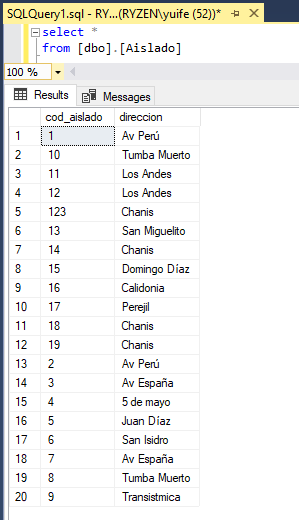 SQLQuery1.sql - RY...(RYZEN\yuife (52))*
select *
from [dbo].[Aislado]
100 %
Results Messages
cod_aislado direccion
1 1 Av Perú
2 10 Tumba Muerto
3 11 Los Andes
4 12 Los Andes
5 123 Chanis
6 13 San Miguelito
7 14 Chanis
8 15 Domingo Díaz
9 16 Calidonia
10 17 Perejil
11 18 Chanis
12 19 Chanis
13 2 Av Perú
14 3 Av España
15 4 5 de mayo
16 5 Juan Díaz
17 6 San Isidro
18 7 Av España
19 8 Tumba Muerto
20 9 Transistmica